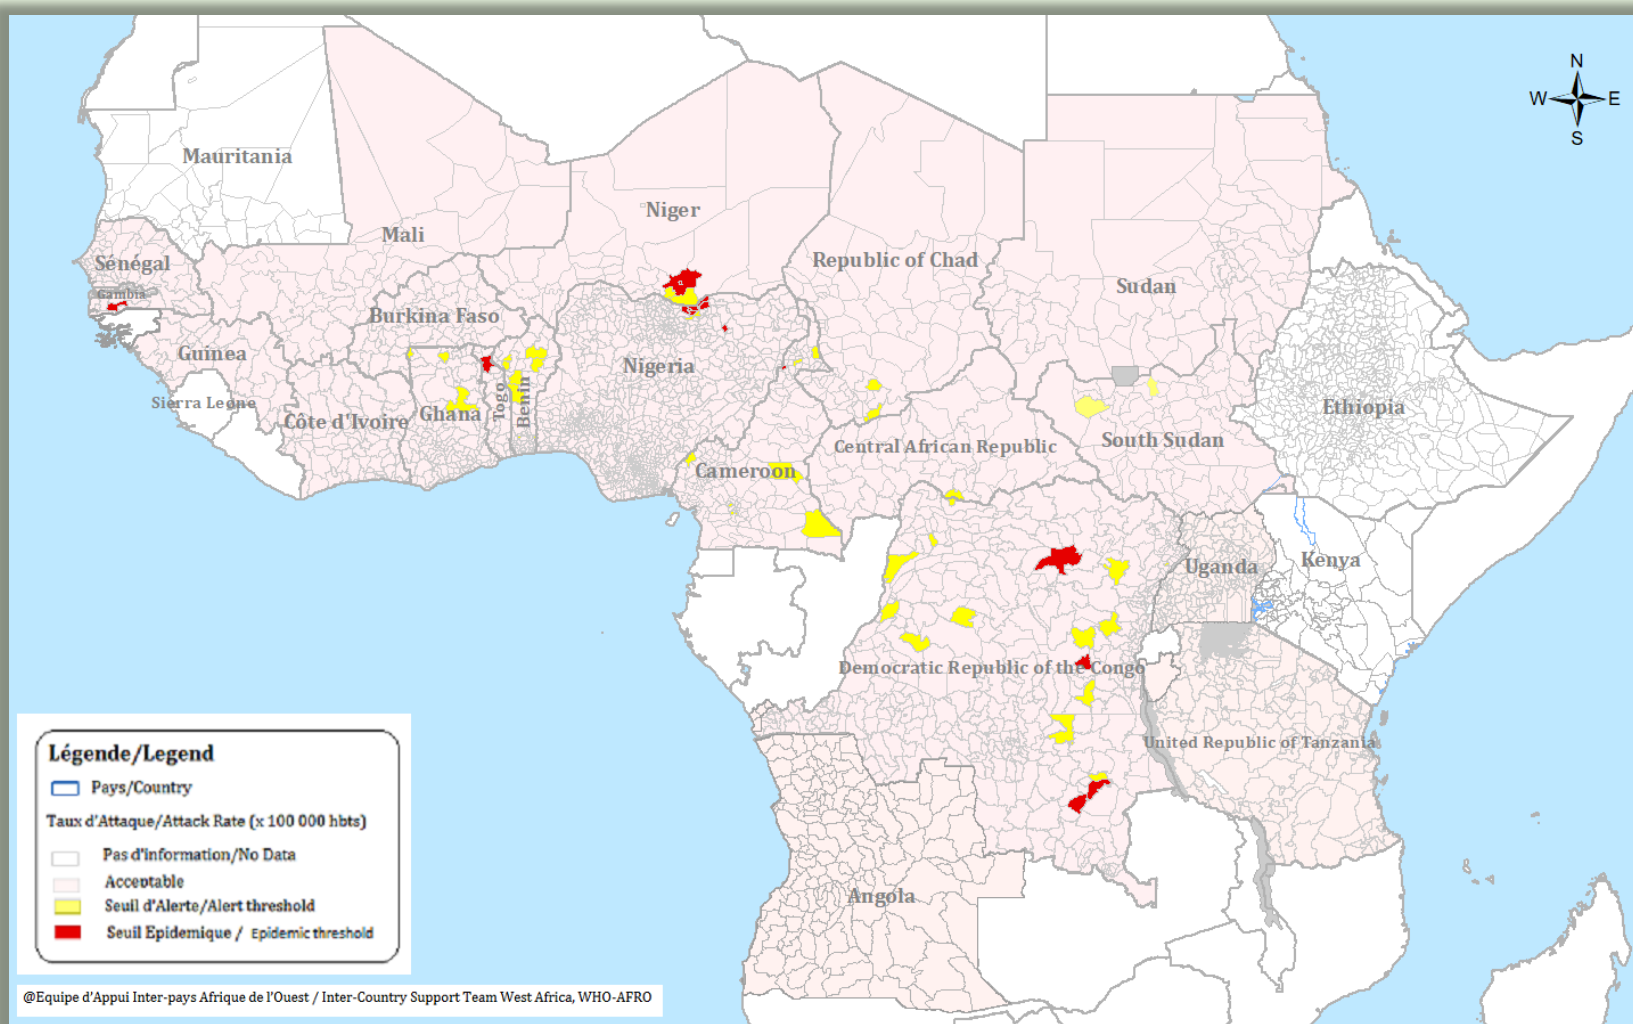 N
W E
S
Mauritania
Niger
Mali
Sénégal
Republic of Chad
Gambia
Sudan
Burkina Faso
Guinea
Nigeria
Sierra Leone
Ethiopia
Côte d'Ivoire
Ghana
Togo
Benin
South Sudan
Central African Republic
Cameroon
Uganda
Kenya
Democratic Republic of the Congo
United Republic of Tanzania
Angola
Légende/Legend
Pays/Country
Taux d'Attaque/Attack Rate (x 100 000 hbts)
Pas d'information/No Data
Acceptable
Seuil d'Alerte/Alert threshold
Seuil Epidemique / Epidemic threshold
@Equipe d'Appui Inter-pays Afrique de l'Ouest / Inter-Country Support Team West Africa, WHO-AFRO